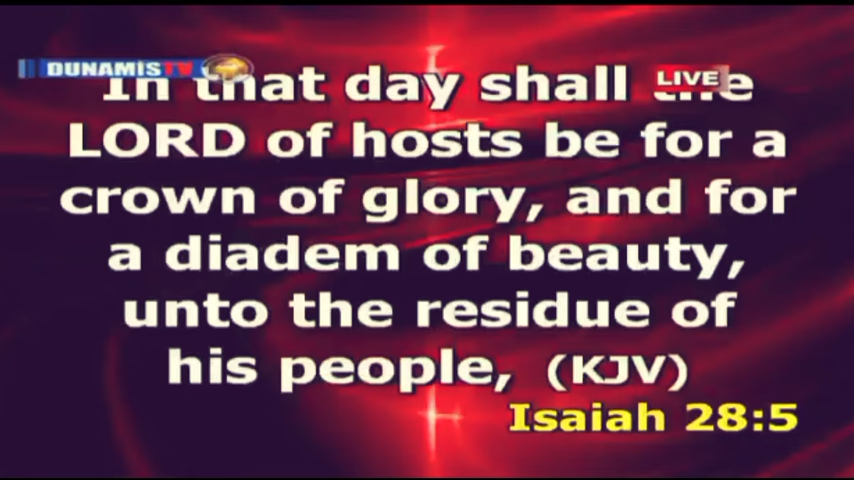 DUNAMIS TV
LIVE
In that day shall the
LORD of hosts be for a
crown of glory, and for
a diadem of beauty,
unto the residue of
his people, (KJV)
Isaiah 28:5